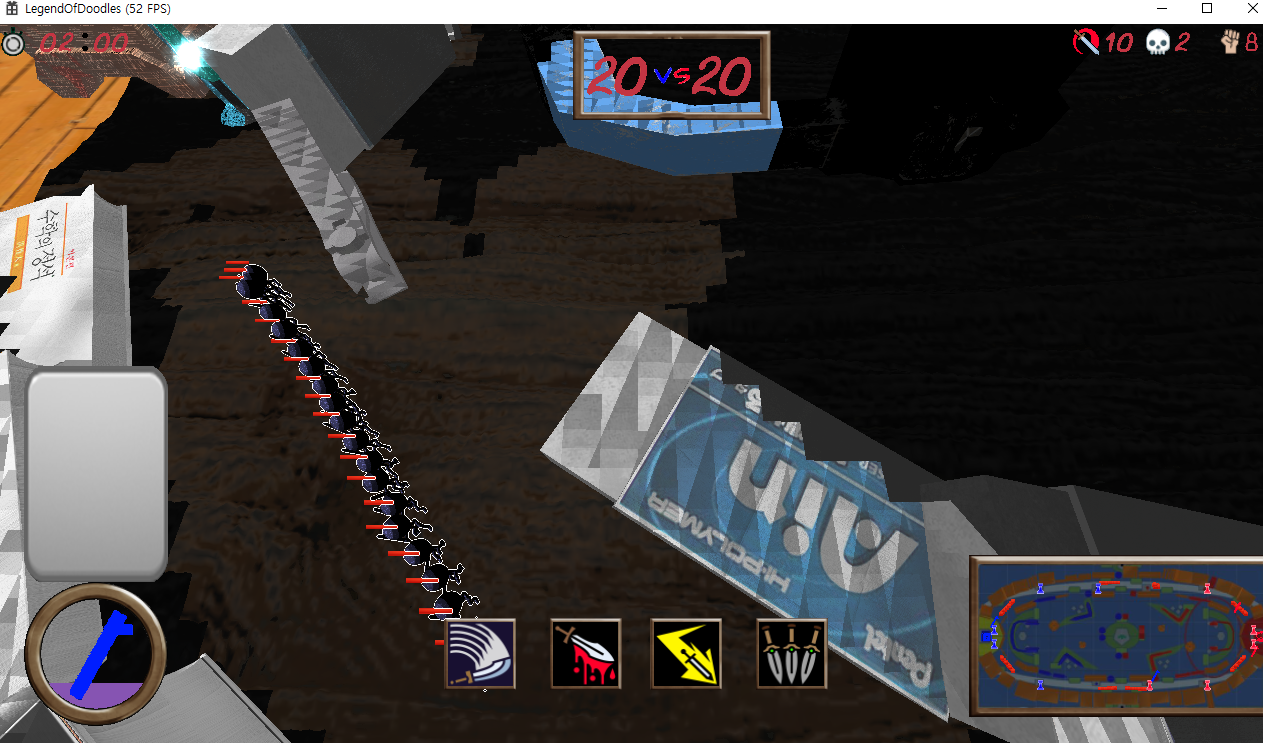 LegendOfDoodles (52 FPS)
02:00
20 vs 20
10 2 8
수학의 정석
Pentel
HI-POLYMER
Ain